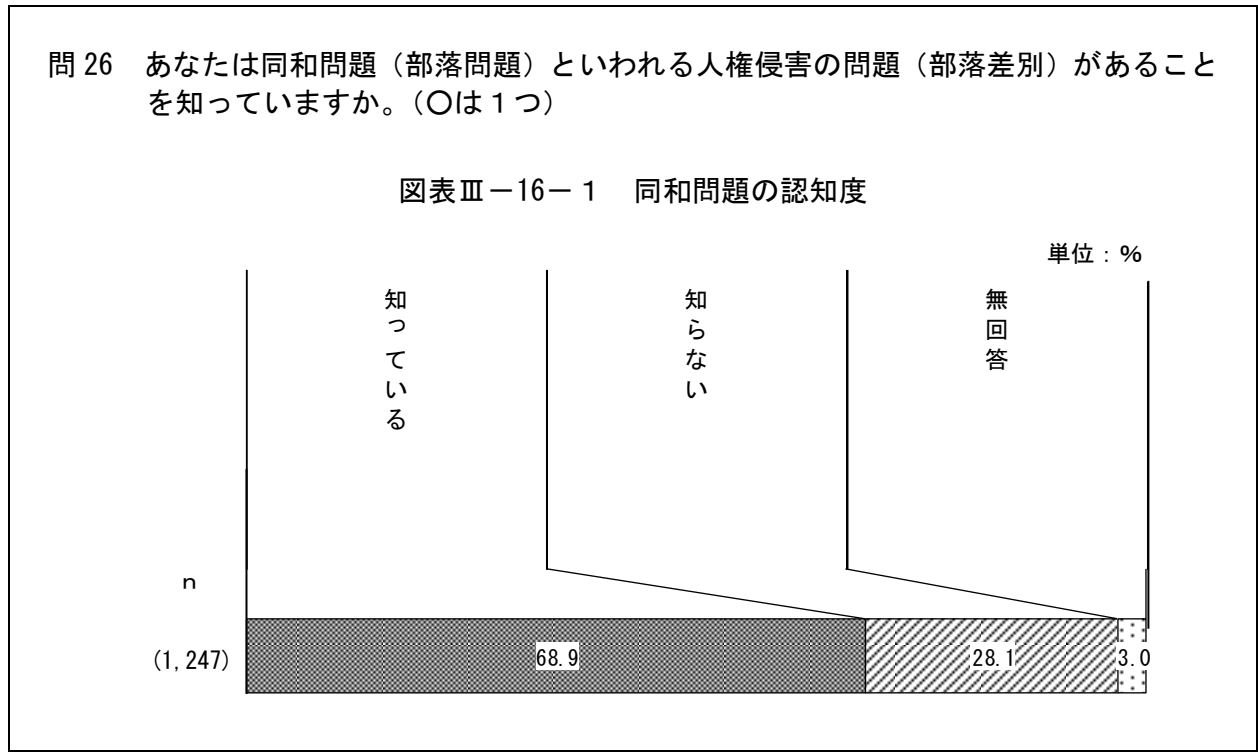 問26 あなたは同和問題（部落問題）といわれる人権侵害の問題（部落差別）があること
を知っていますか。（○は１つ）
図表Ⅲ－16－１ 同和問題の認知度
単位：％
知っている
知らない
無回答
ｎ
(1,247)
68.9
28.1
3.0